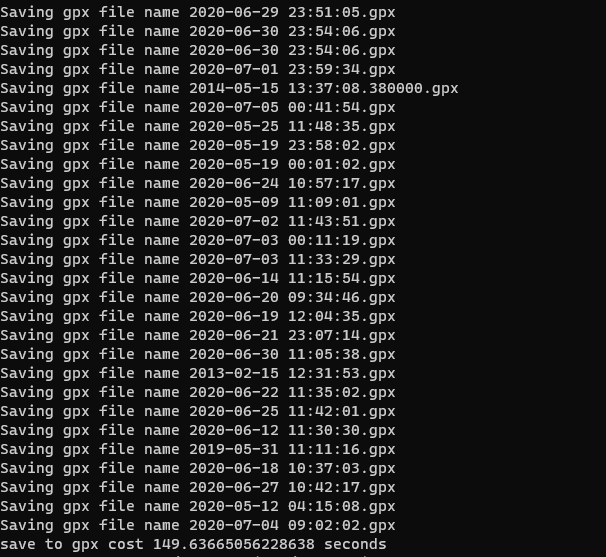 Saving gpx file name 2020-06-29 23:51:05.gpx
Saving gpx file name 2020-06-30 23:54:06.gpx
Saving gpx file name 2020-06-30 23:54:06.gpx
Saving gpx file name 2020-07-01 23:59:34.gpx
Saving gpx file name 2014-05-15 13:37:08.380000.gpx
Saving gpx file name 2020-07-05 00:41:54.gpx
Saving gpx file name 2020-05-25 11:48:35.gpx
Saving gpx file name 2020-05-19 23:58:02.gpx
Saving gpx file name 2020-05-19 00:01:02.gpx
Saving gpx file name 2020-06-24 10:57:17.gpx
Saving gpx file name 2020-05-09 11:09:01.gpx
Saving gpx file name 2020-07-02 11:43:51.gpx
Saving gpx file name 2020-07-03 00:11:19.gpx
Saving gpx file name 2020-07-03 11:33:29.gpx
Saving gpx file name 2020-06-14 11:15:54.gpx
Saving gpx file name 2020-06-20 09:34:46.gpx
Saving gpx file name 2020-06-19 12:04:35.gpx
Saving gpx file name 2020-06-21 23:07:14.gpx
Saving gpx file name 2020-06-30 11:05:38.gpx
Saving gpx file name 2013-02-15 12:31:53.gpx
Saving gpx file name 2020-06-22 11:35:02.gpx
Saving gpx file name 2020-06-25 11:42:01.gpx
Saving gpx file name 2020-06-12 11:30:30.gpx
Saving gpx file name 2019-05-31 11:11:16.gpx
Saving gpx file name 2020-06-18 10:37:03.gpx
Saving gpx file name 2020-06-27 10:42:17.gpx
Saving gpx file name 2020-05-12 04:15:08.gpx
Saving gpx file name 2020-07-04 09:02:02.gpx
save to gpx cost 149.63665056228638 seconds